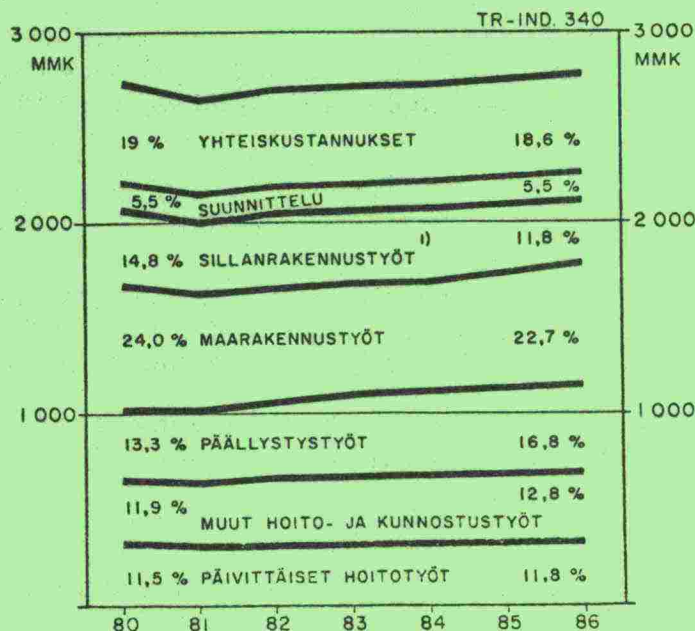 TR-IND. 340
3 000 3 000
MMK MMK
19 % YHTEISKUSTANNUKSET 18,6 %
5,5 % SUUNNITTELU 5,5 %
2 000 2 000
14,8 % SILLANRAKENNUSTYÖT 1) 11,8 %
24,0 % MAARAKENNUSTYÖT 22,7 %
1 000 1 000
13,3 % PÄÄLLYSTYSTYÖT 16,8 %
11,9 % 12,8 %
MUUT HOITO- JA KUNNOSTUSTYÖT
11,5 % PÄIVITTÄISET HOITOTYÖT 11,8 %
80 81 82 83 84 85 86